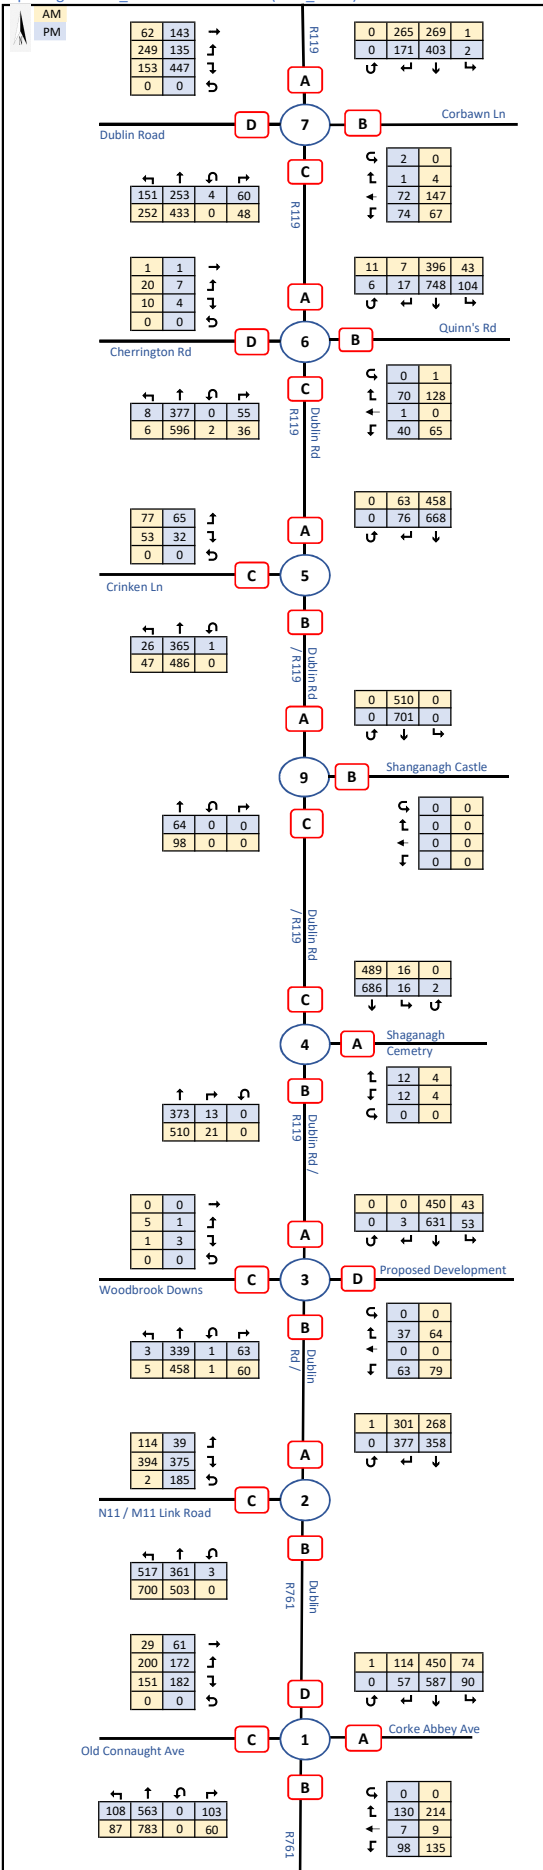 AM
PM
R119
62 143 →
249 135 ↱
153 447 ↴
0 0 ⮌
0 265 269 1
0 171 403 2
A
Dublin Road
D
7
B
Corbawn Ln
C
R119
151 253 4 60
252 433 0 48
2 0
1 4
72 147
74 67
1 1
20 7
10 4
0 0
11 7 396 43
6 17 748 104
A
Cherrington Rd
D
6
B
Quinn's Rd
C
R119
Dublin Rd
8 377 0 55
6 596 2 36
0 1
70 128
1 0
40 65
77 65
53 32
0 0
0 63 458
0 76 668
A
Crinken Ln
C
5
B
26 365 1
47 486 0
Dublin Rd
/ R119
0 510 0
0 701 0
A
9
B
Shanganagh Castle
C
64 0 0
98 0 0
0 0
0 0
0 0
0 0
Dublin Rd
/ R119
489 16 0
686 16 2
C
4
A
Shaganagh
Cemetry
B
373 13 0
510 21 0
12 4
12 4
0 0
Dublin Rd /
R119
0 0
5 1
1 3
0 0
0 0 450 43
0 3 631 53
A
Woodbrook Downs
C
3
D
Proposed Development
B
Dublin
Rd /
3 339 1 63
5 458 1 60
0 0
37 64
0 0
63 79
114 39
394 375
2 185
1 301 268
0 377 358
A
N11 / M11 Link Road
C
2
B
517 361 3
700 503 0
Dublin
R761
29 61
200 172
151 182
0 0
1 114 450 74
0 57 587 90
D
Old Connaught Ave
C
1
A
Corke Abbey Ave
B
108 563 0 103
87 783 0 60
0 0
130 214
7 9
98 135
R761